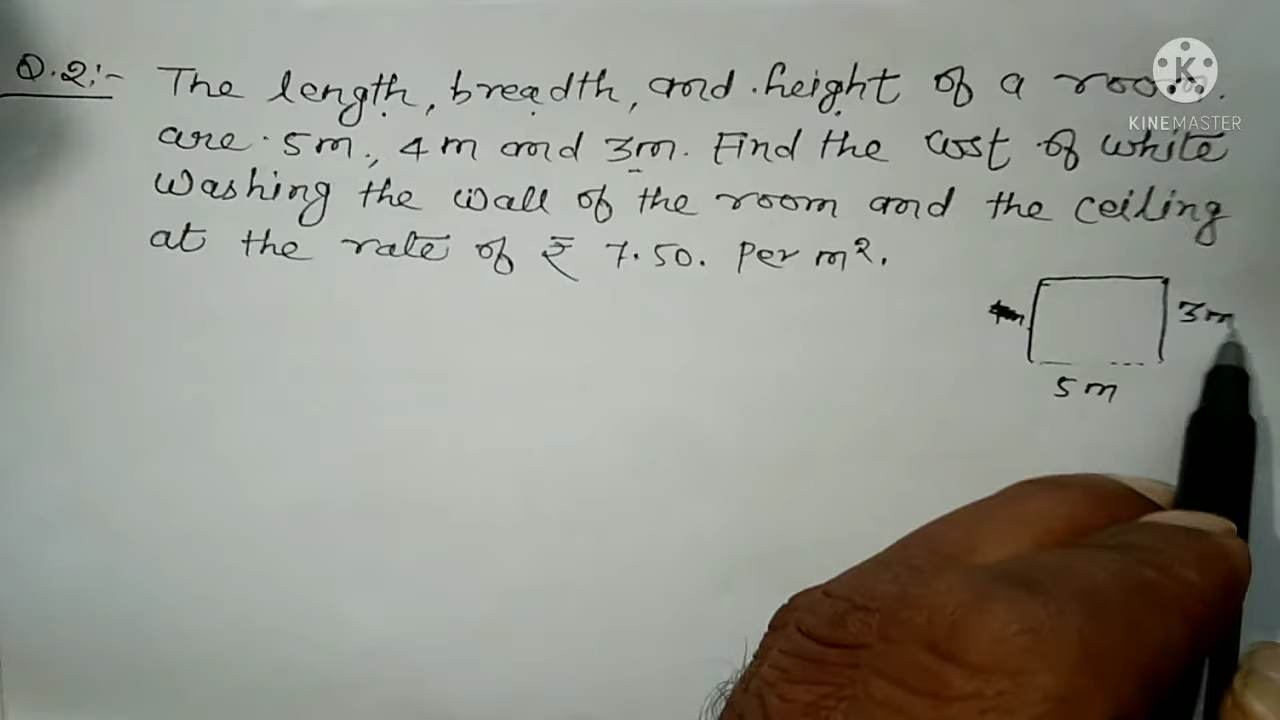 Q.2:- The length, breadth, and height of a room.
are 5m., 4m and 3m. Find the cost of white
washing the wall of the room and the ceiling
at the rate of ₹ 7.50. Per m².
3m
5m
K
KINEMASTER